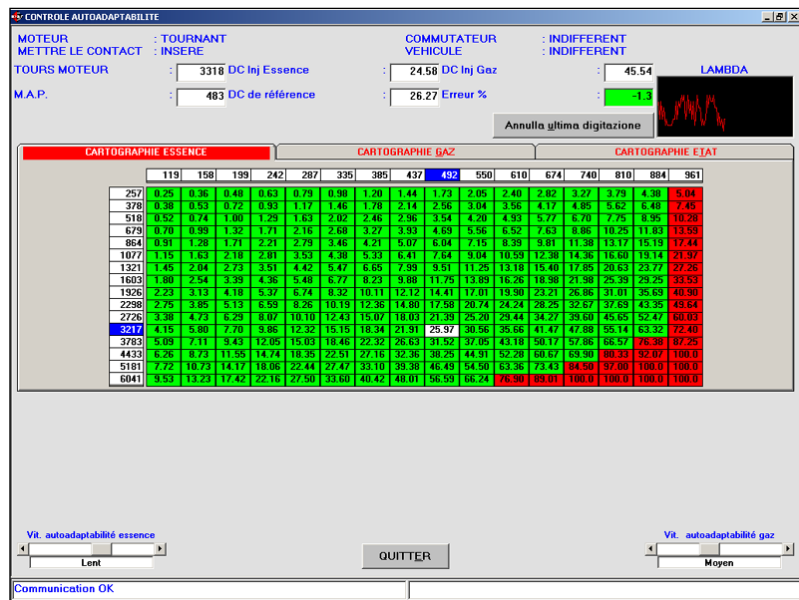 CONTROLE AUTOADAPTABILITE
MOTEUR : TOURNANT COMMUTATEUR : INDIFFERENT
METTRE LE CONTACT : INSERE VEHICULE : INDIFFERENT
TOURS MOTEUR : 3318 DC Inj Essence : 24.58 DC Inj Gaz : 45.54 LAMBDA
M.A.P. : 483 DC de référence : 26.27 Erreur % : -1.3
Annulla ultima digitazione
CARTOGRAPHIE ESSENCE CARTOGRAPHIE GAZ CARTOGRAPHIE ETAT
119 158 199 242 287 335 385 437 492 550 610 674 740 810 884 961
257 0.25 0.36 0.48 0.63 0.79 0.98 1.20 1.44 1.73 2.05 2.40 2.82 3.27 3.79 4.38 5.04
378 0.38 0.53 0.72 0.93 1.17 1.46 1.78 2.14 2.56 3.04 3.56 4.17 4.85 5.62 6.48 7.45
518 0.52 0.74 1.00 1.29 1.63 2.02 2.46 2.96 3.54 4.20 4.93 5.77 6.70 7.75 8.95 10.28
679 0.70 0.99 1.32 1.71 2.16 2.68 3.27 3.93 4.69 5.56 6.52 7.63 8.86 10.25 11.83 13.59
864 0.91 1.28 1.71 2.21 2.79 3.46 4.21 5.07 6.04 7.15 8.39 9.81 11.38 13.17 15.19 17.44
1077 1.15 1.63 2.18 2.81 3.53 4.38 5.33 6.41 7.64 9.04 10.59 12.38 14.36 16.60 19.14 21.97
1321 1.45 2.04 2.73 3.51 4.42 5.47 6.65 7.99 9.51 11.25 13.18 15.40 17.85 20.63 23.77 27.26
1603 1.80 2.54 3.39 4.36 5.48 6.77 8.23 9.88 11.75 13.89 16.26 18.98 21.98 25.39 29.25 33.53
1926 2.23 3.13 4.18 5.37 6.74 8.32 10.11 12.12 14.41 17.01 19.90 23.21 26.86 31.01 35.69 40.90
2298 2.75 3.85 5.13 6.59 8.26 10.19 12.36 14.80 17.58 20.74 24.24 28.25 32.67 37.69 43.35 49.64
2726 3.38 4.73 6.29 8.07 10.10 12.43 15.07 18.03 21.39 25.20 29.44 34.27 39.60 45.65 52.47 60.03
3217 4.15 5.80 7.70 9.86 12.32 15.15 18.34 21.91 25.97 30.56 35.66 41.47 47.88 55.14 63.32 72.40
3783 5.09 7.11 9.43 12.05 15.03 18.46 22.32 26.63 31.52 37.05 43.18 50.17 57.86 66.57 76.38 87.25
4433 6.26 8.73 11.55 14.74 18.35 22.51 27.16 32.36 38.25 44.91 52.28 60.67 69.90 80.33 92.07 100.0
5181 7.72 10.73 14.17 18.06 22.44 27.47 33.10 39.38 46.49 54.50 63.36 73.43 84.50 97.00 100.0 100.0
6041 9.53 13.23 17.42 22.16 27.50 33.60 40.42 48.01 56.59 66.24 76.90 89.01 100.0 100.0 100.0 100.0
Vit. autoadaptabilité essence Vit. autoadaptabilité gaz
Lent QUITTER Moyen
Communication OK